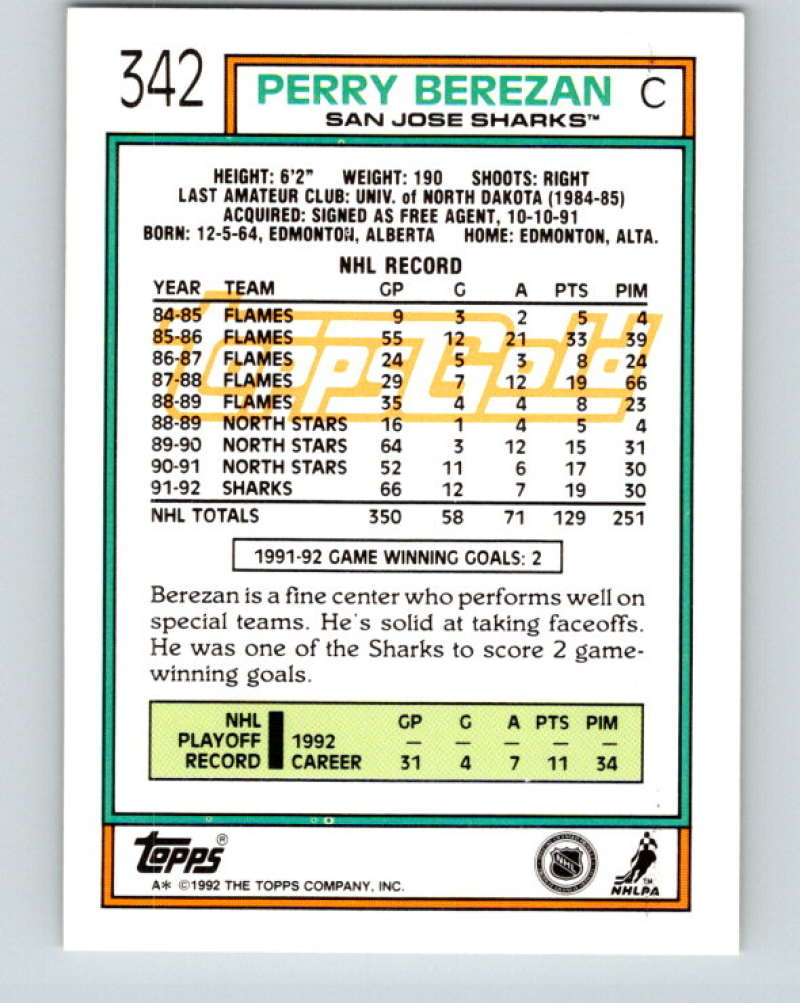 342
PERRY BEREZAN C
SAN JOSE SHARKS™
HEIGHT: 6'2" WEIGHT: 190 SHOOTS: RIGHT
LAST AMATEUR CLUB: UNIV. of NORTH DAKOTA (1984-85)
ACQUIRED: SIGNED AS FREE AGENT, 10-10-91
BORN: 12-5-64, EDMONTON, ALBERTA HOME: EDMONTON, ALTA.
NHL RECORD
YEAR TEAM GP G A PTS PIM
84-85 FLAMES 9 3 2 5 4
85-86 FLAMES 55 12 21 33 39
86-87 FLAMES 24 5 3 8 24
87-88 FLAMES 29 7 12 19 66
88-89 FLAMES 35 4 4 8 23
88-89 NORTH STARS 16 1 4 5 4
89-90 NORTH STARS 64 3 12 15 31
90-91 NORTH STARS 52 11 6 17 30
91-92 SHARKS 66 12 7 19 30
NHL TOTALS 350 58 71 129 251
ToppsGold
1991-92 GAME WINNING GOALS: 2
Berezan is a fine center who performs well on
special teams. He's solid at taking faceoffs.
He was one of the Sharks to score 2 game-
winning goals.
NHL GP G A PTS PIM
PLAYOFF 1992 — — — — —
RECORD CAREER 31 4 7 11 34
Topps®
A* ©1992 THE TOPPS COMPANY, INC.
NHL
NHLPA™